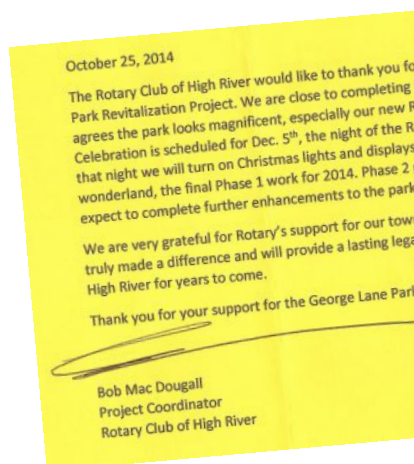 October 25, 2014
The Rotary Club of High River would like to thank you
Park Revitalization Project. We are close to completing
agrees the park looks magnificent, especially our new
Celebration is scheduled for Dec. 5th, the night of the
that night we will turn on Christmas lights and displays
wonderland, the final Phase 1 work for 2014. Phase 2
expect to complete further enhancements to the park
We are very grateful for Rotary's support for our
truly made a difference and will provide a lasting
High River for years to come.
Thank you for your support for the George Lane Park
Bob Mac Dougall
Project Coordinator
Rotary Club of High River